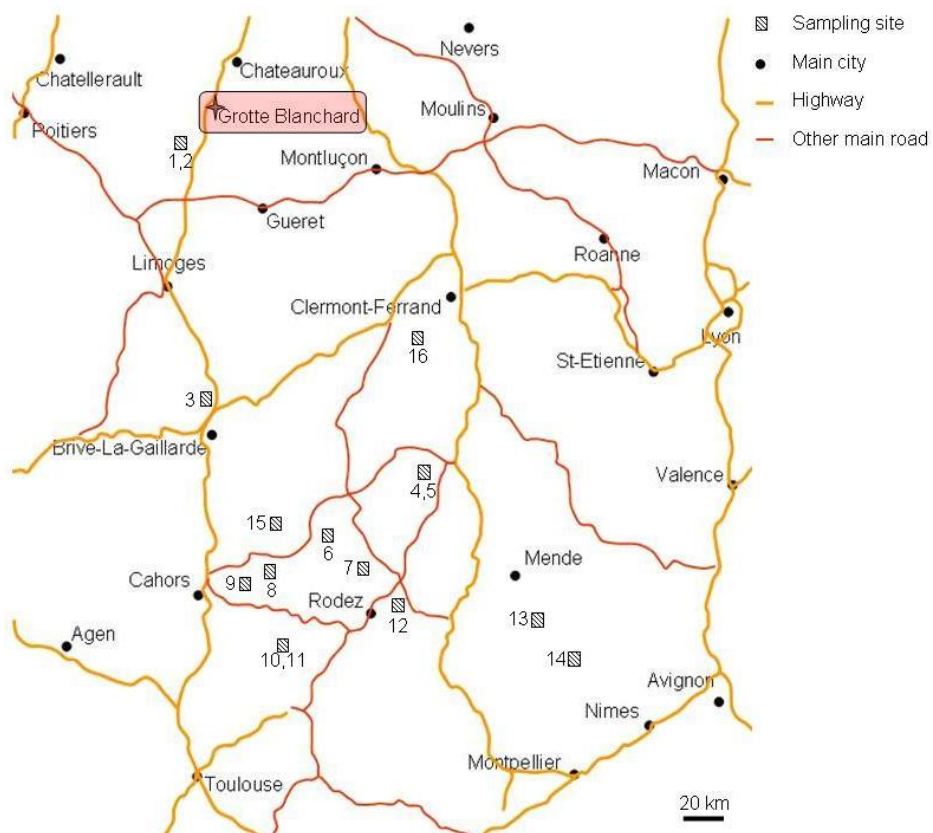 Sampling site
Nevers
Main city
Chateauroux
Chatellerault
Highway
Grotte Blanchard
Moulins
Poitiers
Other main road
1,2
Montluçon
Macon
Gueret
Roanne
Limoges
Clermont-Ferrand
Lyon
16
St-Etienne
3
Brive-La-Gaillarde
4,5
Valence
15
6
Mende
7
Cahors
9
8
Rodez
12
13
Agen
10,11
14
Avignon
Nimes
Montpellier
Toulouse
20 km